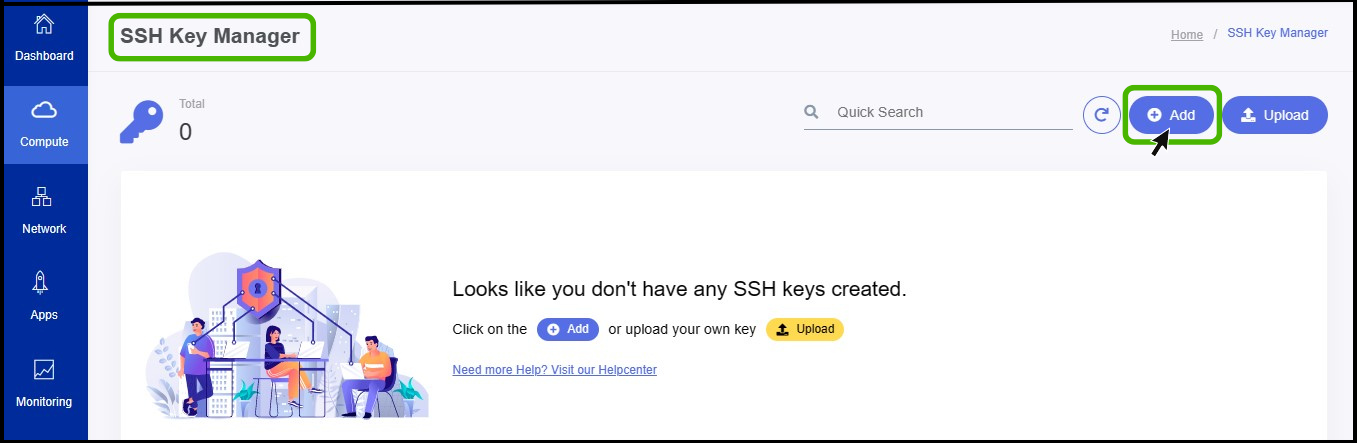 SSH Key Manager
Home / SSH Key Manager
Dashboard
Compute
Network
Apps
Monitoring
Total
0
Quick Search
Add
Upload
Looks like you don't have any SSH keys created.
Click on the Add or upload your own key Upload
Need more Help? Visit our Helpcenter